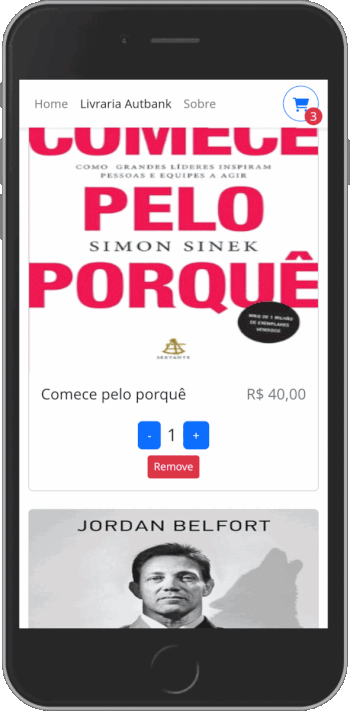 Home Livraria Autbank Sobre
3
COMECE
COMO GRANDES LÍDERES INSPIRAM
PESSOAS E EQUIPES A AGIR
PELO
SIMON SINEK
PORQUÊ
MAIS DE 1 MILHÃO
DE EXEMPLARES
VENDIDOS
SEXTANTE
Comece pelo porquê R$ 40,00
- 1 +
Remove
JORDAN BELFORT